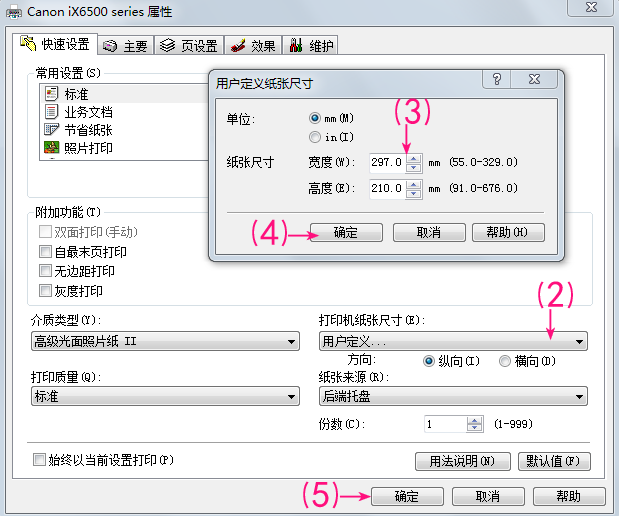 Canon iX6500 series 属性
快速设置 主要 页设置 效果 维护
常用设置(S)
标准
业务文档
节省纸张
照片打印
用户定义纸张尺寸
单位: mm(M)
in(I)
(3)
纸张尺寸 宽度(W): 297.0 mm (55.0-329.0)
高度(E): 210.0 mm (91.0-676.0)
(4) 确定 取消 帮助(H)
附加功能(T)
双面打印(手动)
自最末页打印
无边距打印
灰度打印
(2)
介质类型(Y): 打印机纸张尺寸(E):
高级光面照片纸 II 用户定义...
方向: 纵向(I) 横向(D)
打印质量(Q): 纸张来源(R):
标准 后端托盘
份数(C): 1 (1-999)
始终以当前设置打印(P) 用法说明(N) 默认值(F)
(5) 确定 取消 帮助